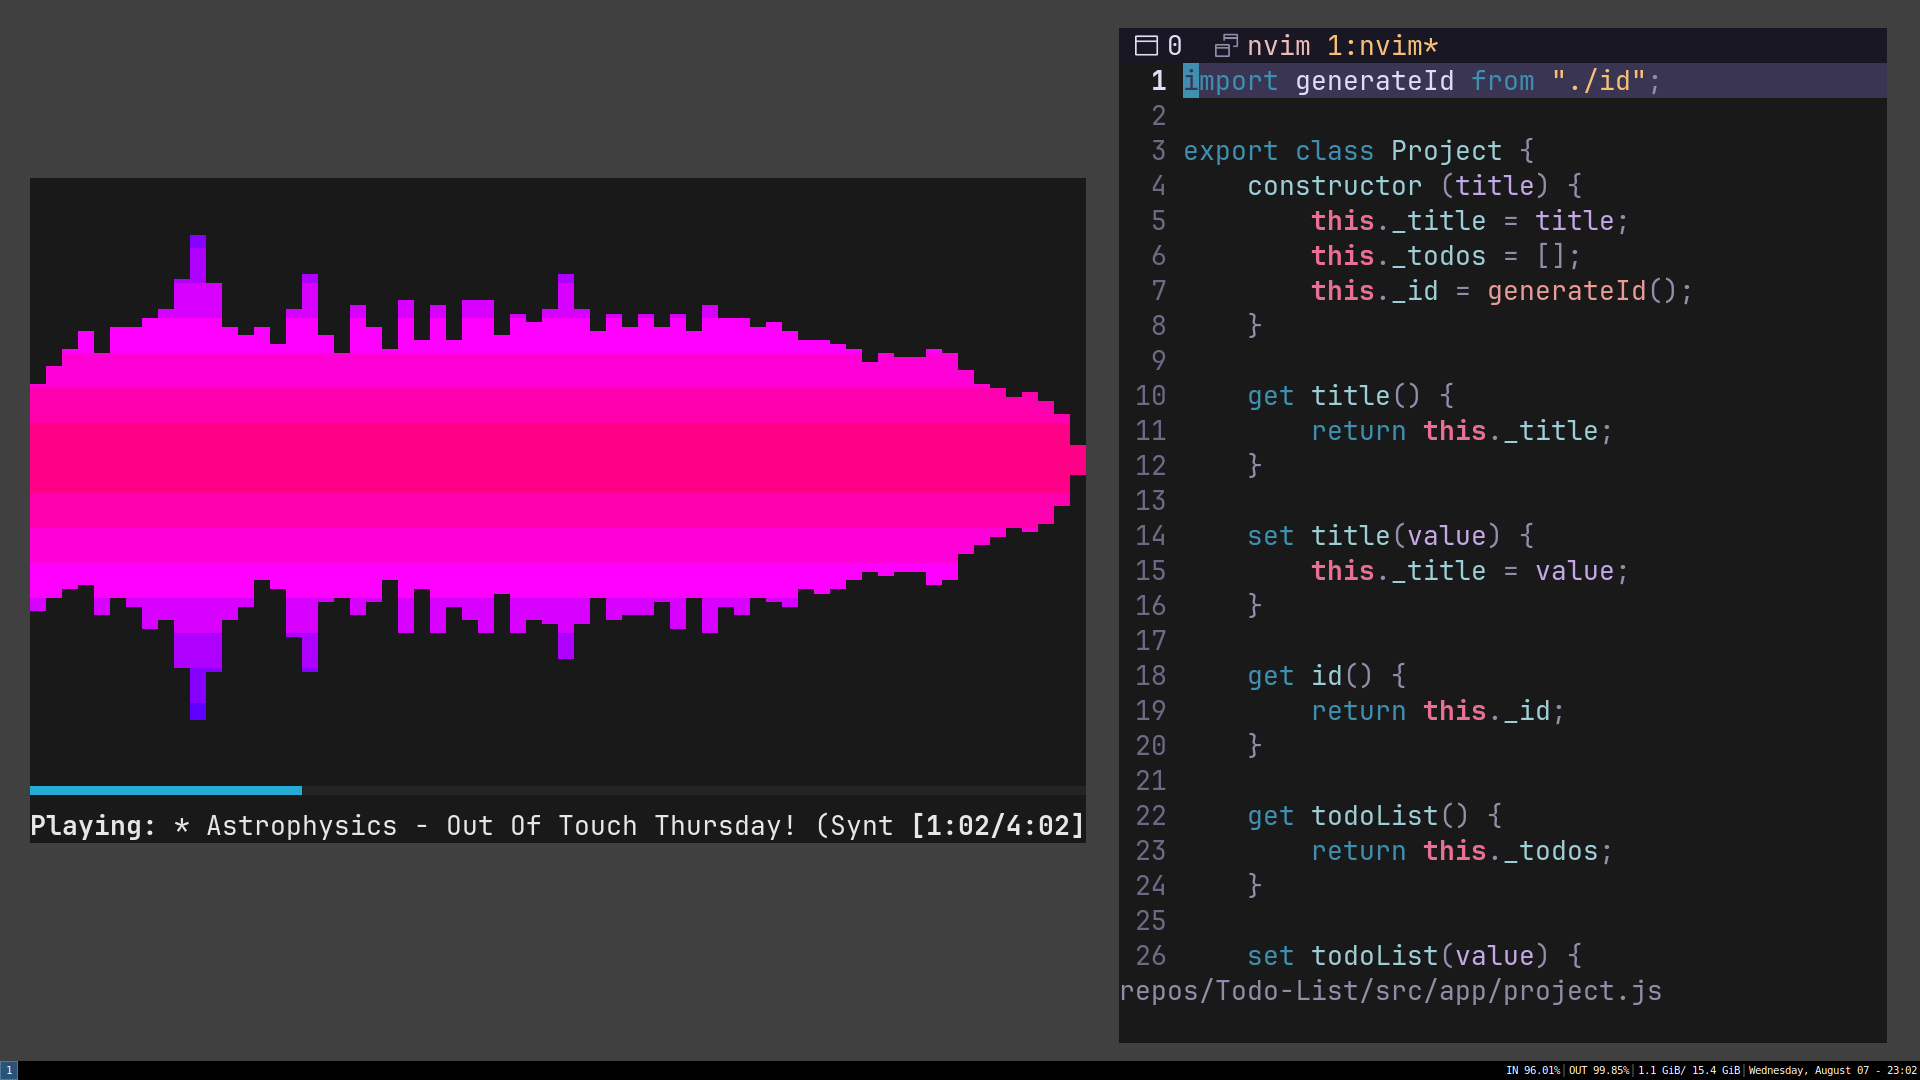 Playing: * Astrophysics - Out Of Touch Thursday! (Synt [1:02/4:02]
0 nvim 1:nvim*
1 import generateId from "./id";
2
3 export class Project {
4     constructor (title) {
5         this._title = title;
6         this._todos = [];
7         this._id = generateId();
8     }
9
10     get title() {
11         return this._title;
12     }
13
14     set title(value) {
15         this._title = value;
16     }
17
18     get id() {
19         return this._id;
20     }
21
22     get todoList() {
23         return this._todos;
24     }
25
26     set todoList(value) {
repos/Todo-List/src/app/project.js
1 IN 96.01%|OUT 99.85%|1.1 GiB/ 15.4 GiB|Wednesday, August 07 - 23:02